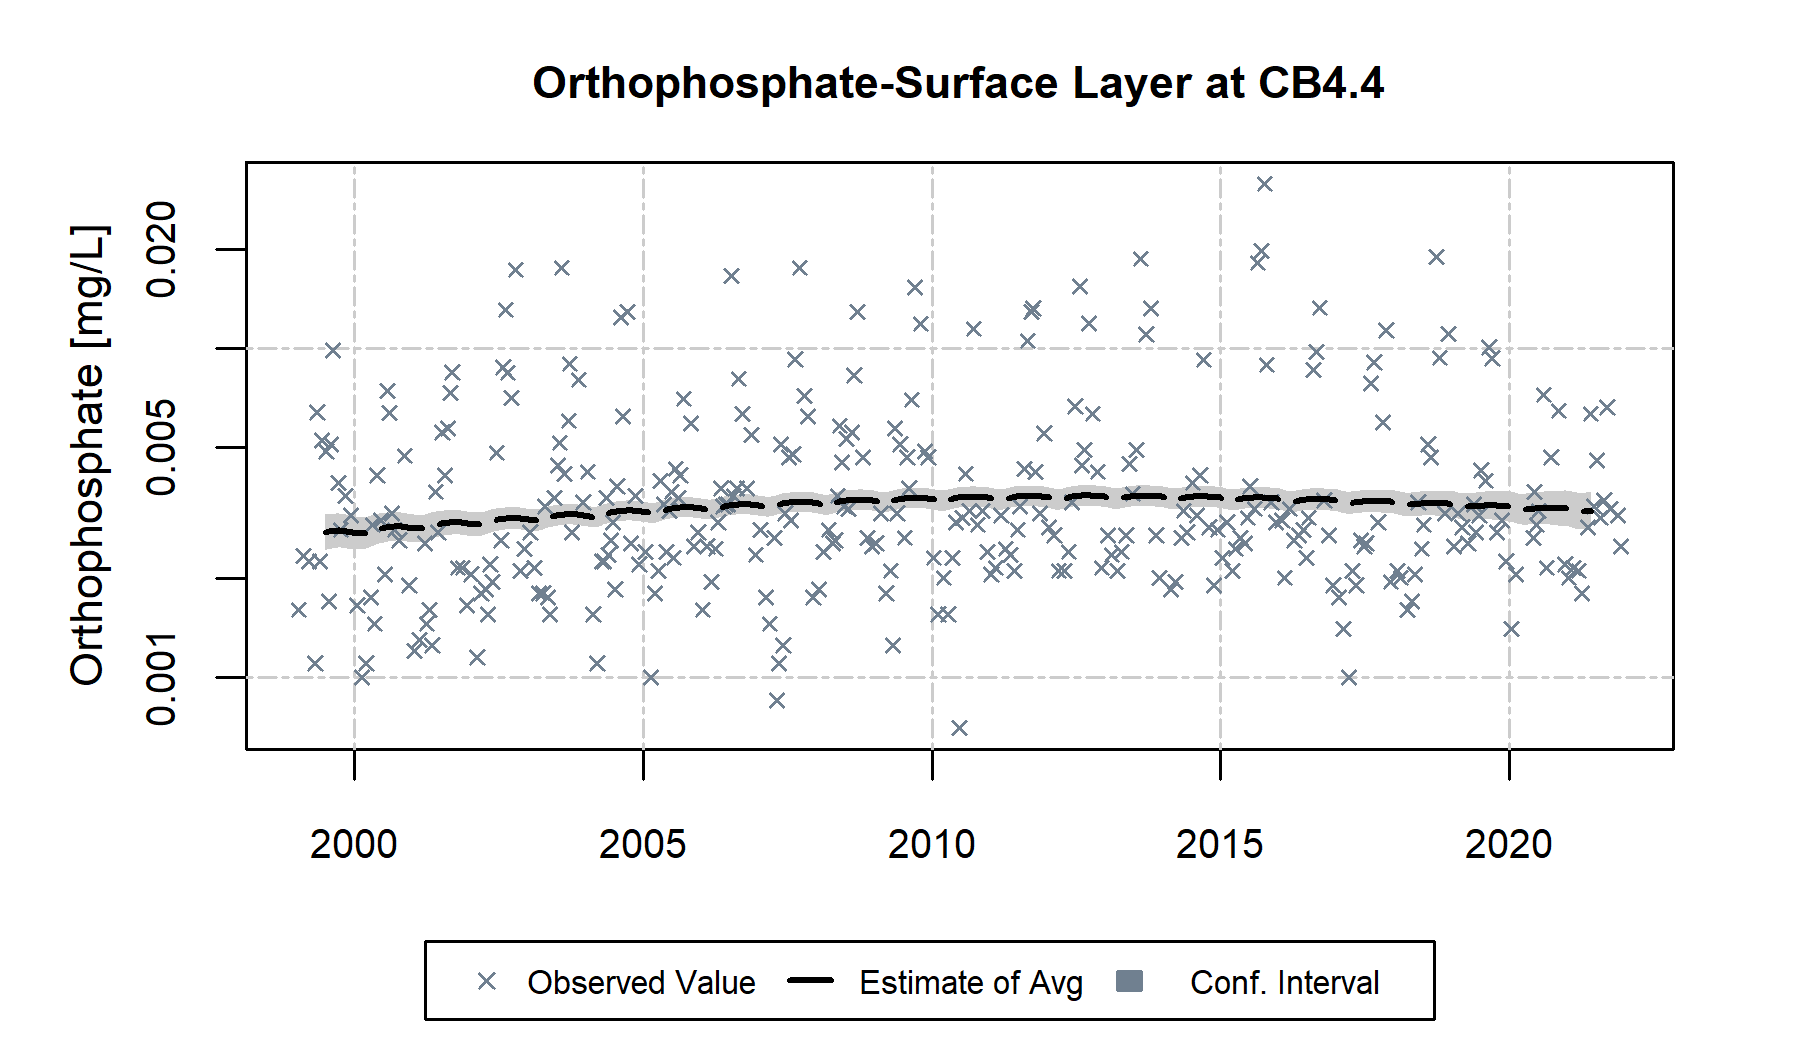 Orthophosphate-Surface Layer at CB4.4
Orthophosphate [mg/L]
0.020
0.005
0.001
2000 2005 2010 2015 2020
Observed Value Estimate of Avg Conf. Interval